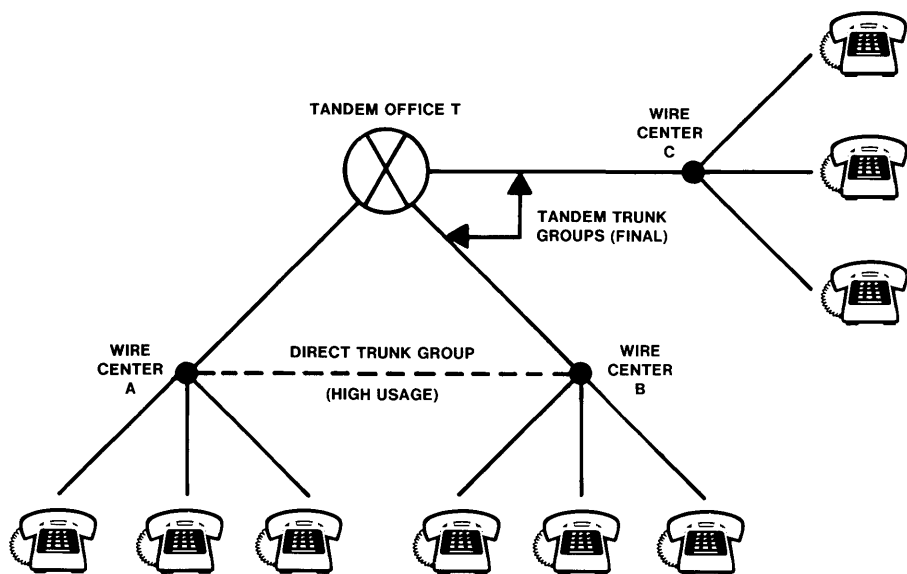 TANDEM OFFICE T
WIRE
CENTER
C
TANDEM TRUNK
GROUPS (FINAL)
WIRE
CENTER
A
DIRECT TRUNK GROUP
(HIGH USAGE)
WIRE
CENTER
B